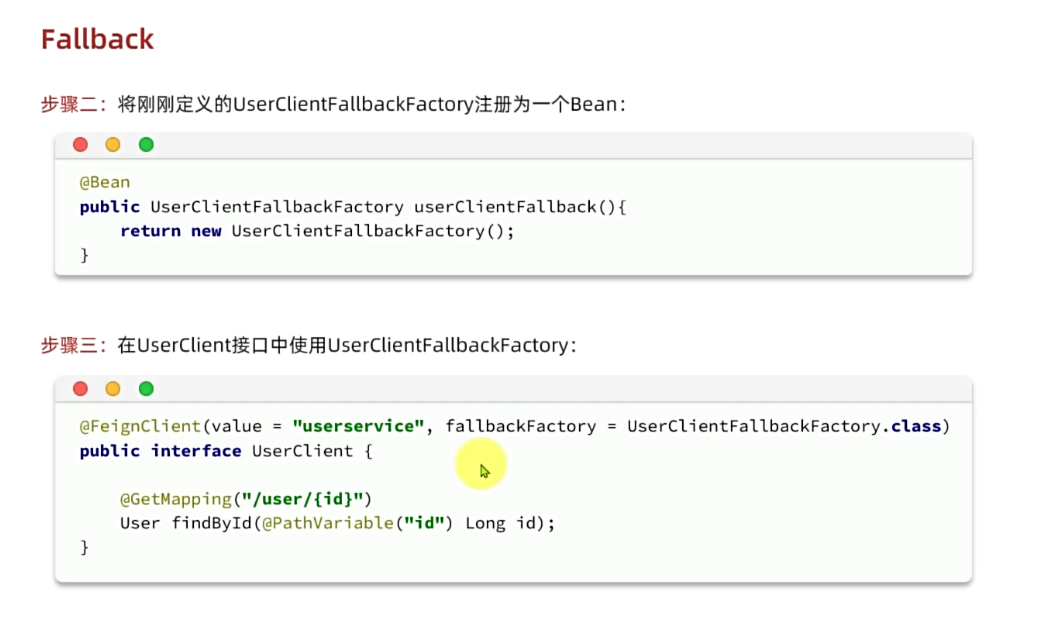 Fallback
步骤二：将刚刚定义的UserClientFallbackFactory注册为一个Bean：
@Bean
public UserClientFallbackFactory userClientFallback(){
    return new UserClientFallbackFactory();
}
步骤三：在UserClient接口中使用UserClientFallbackFactory：
@FeignClient(value = "userservice", fallbackFactory = UserClientFallbackFactory.class)
public interface UserClient {
    @GetMapping("/user/{id}")
    User findById(@PathVariable("id") Long id);
}